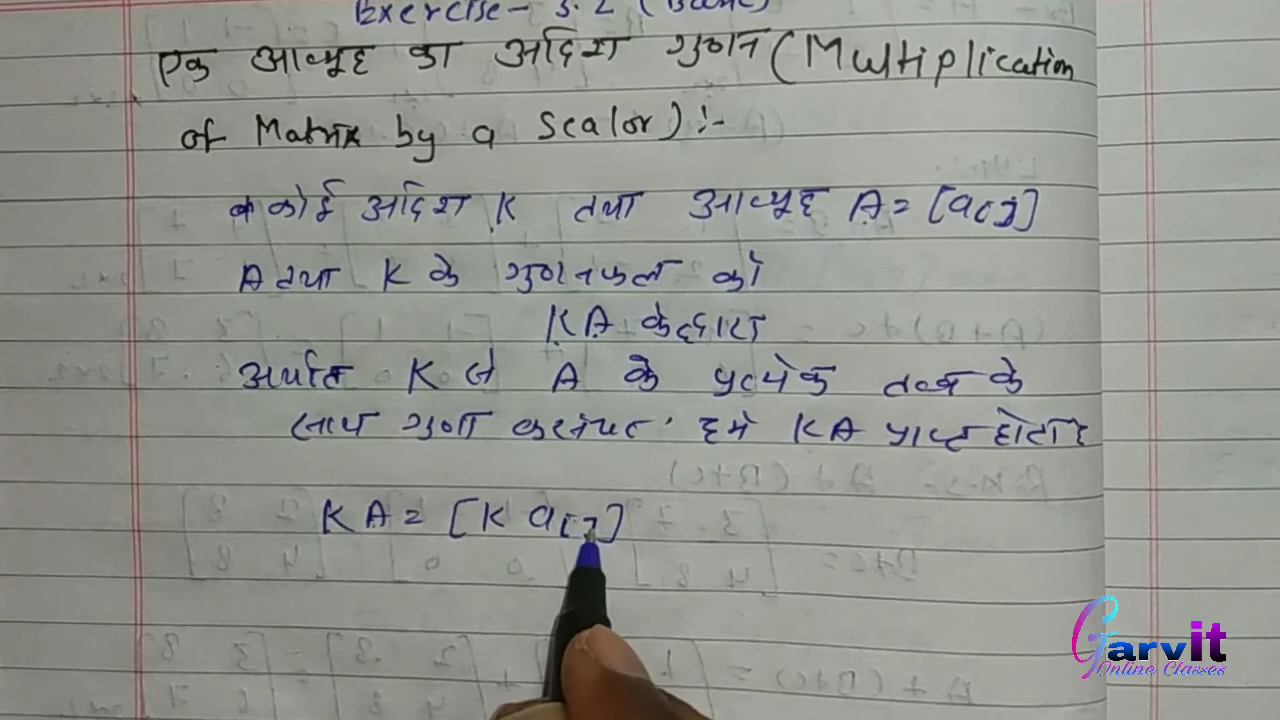 Exercise - 3.2
एक आव्यूह का अदिश गुणन (Multiplication
of Matrix by a Scalor) :-
कोई अदिश K तथा आव्यूह A = [aij]
A तथा K के गुणनफल को
KA के द्वारा
अर्थात K से A के प्रत्येक तत्व के
साथ गुणा करने पर हमे KA प्राप्त होता है
KA = [K aij]
Garvit
Online Classes